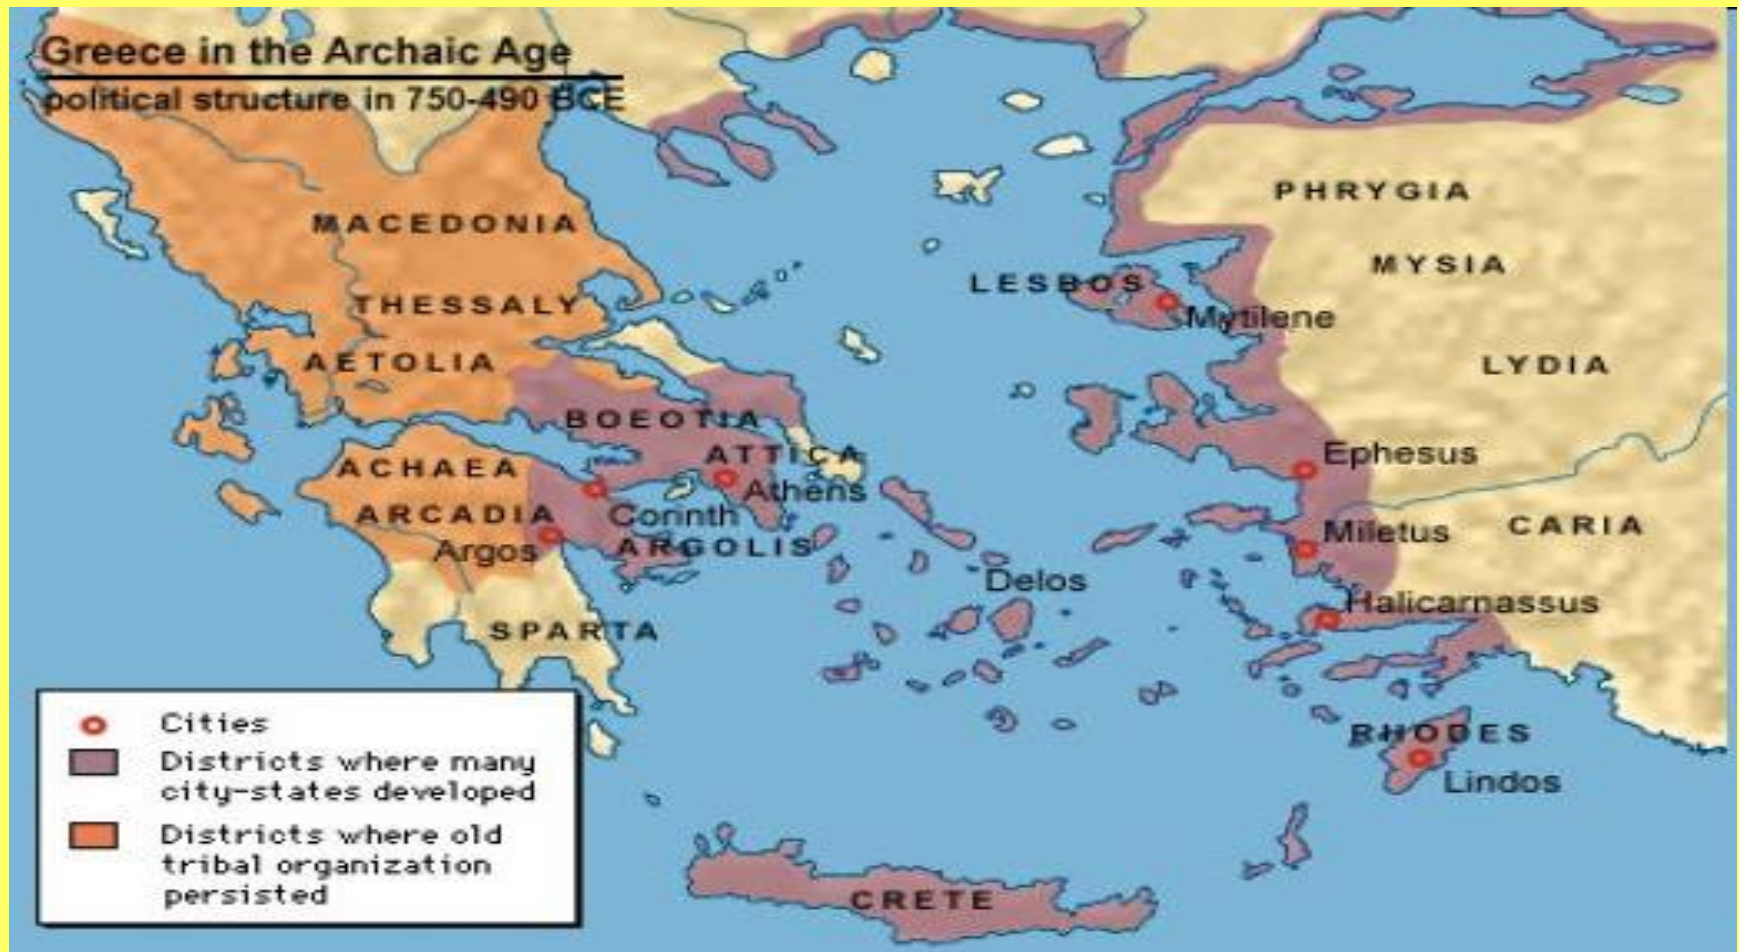 Greece in the Archaic Age
political structure in 750-490 BCE
PHRYGIA
MACEDONIA
MYSIA
LESBOS
THESSALY
Mytilene
AETOLIA
LYDIA
BOEOTIA
ATTICA
Ephesus
ACHAEA
Athens
ARCADIA
Corinth
CARIA
Miletus
Argos
ARGOLIS
Delos
Halicarnassus
SPARTA
RHODES
Lindos
CRETE
Cities
Districts where many
city-states developed
Districts where old
tribal organization
persisted